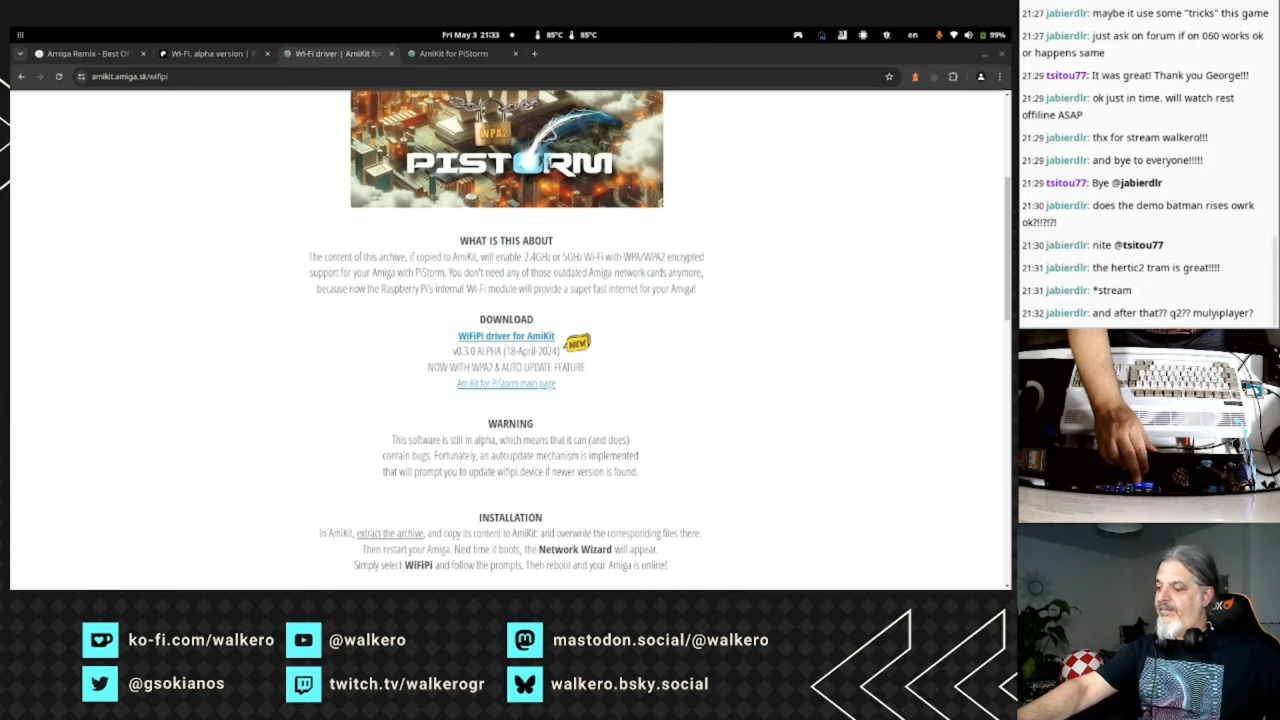 Fri May 3 21:33
85°C
85°C
en
99%
Amiga Remix - Best Of
Wi-Fi, alpha version | P
Wi-Fi driver | AmiKit fo
AmiKit for PiStorm
amikit.amiga.sk/wifipi
WPA2
PISTORM
WHAT IS THIS ABOUT
The content of this archive, if copied to AmiKit, will enable 2.4GHz or 5GHz Wi-Fi with WPA/WPA2 encrypted
support for your Amiga with PiStorm. You don't need any of those outdated Amiga network cards anymore,
because now the Raspberry Pi's internal Wi-Fi module will provide a super fast internet for your Amiga!
DOWNLOAD
WiFiPi driver for AmiKit
NEW
v0.3.0 ALPHA (18-April-2024)
NOW WITH WPA2 & AUTO UPDATE FEATURE
AmiKit for PiStorm main page
WARNING
This software is still in alpha, which means that it can (and does)
contain bugs. Fortunately, an autoupdate mechanism is implemented
that will prompt you to update wifipi.device if newer version is found.
INSTALLATION
In AmiKit, extract the archive, and copy its content to AmiKit: and overwrite the corresponding files there.
Then restart your Amiga. Next time it boots, the Network Wizard will appear.
Simply select WiFiPi and follow the prompts. Then reboot and your Amiga is online!
21:27 jabierdlr: maybe it use some "tricks" this game
21:27 jabierdlr: just ask on forum if on 060 works ok
or happens same
21:29 tsitou77: It was great! Thank you George!!!
21:29 jabierdlr: ok just in time. will watch rest
offiline ASAP
21:29 jabierdlr: thx for stream walkero!!!
21:29 jabierdlr: and bye to everyone!!!!!
21:29 tsitou77: Bye @jabierdlr
21:30 jabierdlr: does the demo batman rises owrk
ok?!!?!?!
21:30 jabierdlr: nite @tsitou77
21:31 jabierdlr: the hertic2 tram is great!!!!
21:31 jabierdlr: *stream
21:32 jabierdlr: and after that?? q2?? mulyiplayer?
ko-fi.com/walkero
@walkero
mastodon.social/@walkero
@gsokianos
twitch.tv/walkerogr
walkero.bsky.social